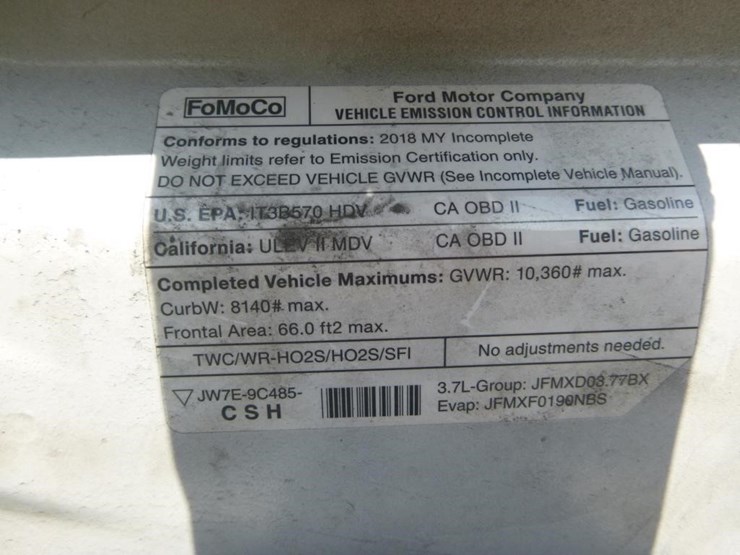 FoMoCo
Ford Motor Company
VEHICLE EMISSION CONTROL INFORMATION
Conforms to regulations: 2018 MY Incomplete
Weight limits refer to Emission Certification only.
DO NOT EXCEED VEHICLE GVWR (See Incomplete Vehicle Manual).
U.S. EPA: 1T3B570 HDV CA OBD II Fuel: Gasoline
California: ULEV II MDV CA OBD II Fuel: Gasoline
Completed Vehicle Maximums: GVWR: 10,360# max.
CurbW: 8140# max.
Frontal Area: 66.0 ft2 max.
TWC/WR-HO2S/HO2S/SFI No adjustments needed.
JW7E-9C485-
CSH
3.7L-Group: JFMXD03.77BX
Evap: JFMXF0190NBS